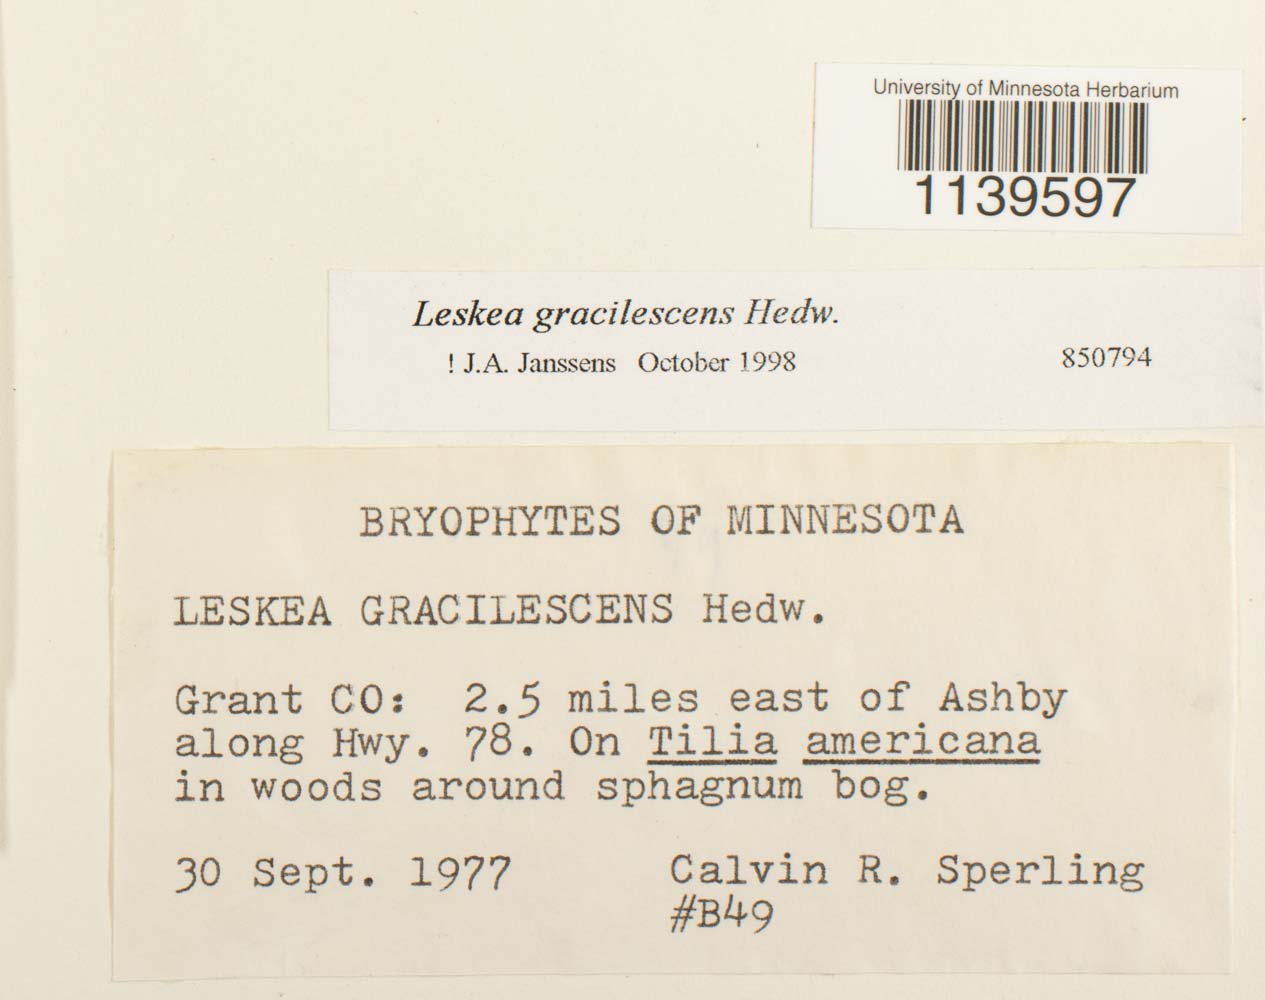 University of Minnesota Herbarium
1139597
Leskea gracilescens Hedw.
! J.A. Janssens October 1998 850794
BRYOPHYTES OF MINNESOTA
LESKEA GRACILESCENS Hedw.
Grant CO: 2.5 miles east of Ashby
along Hwy. 78. On Tilia americana
in woods around sphagnum bog.
30 Sept. 1977 Calvin R. Sperling
#B49